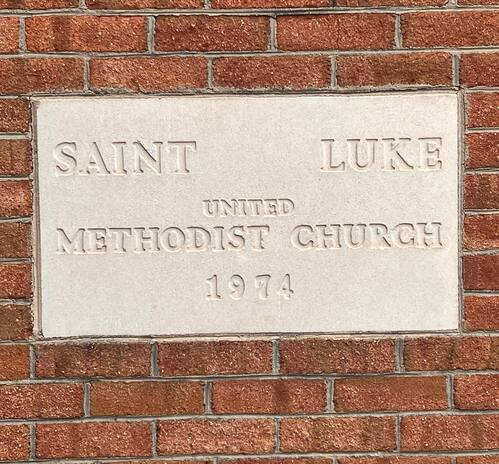 SAINT LUKE
UNITED
METHODIST CHURCH
1974